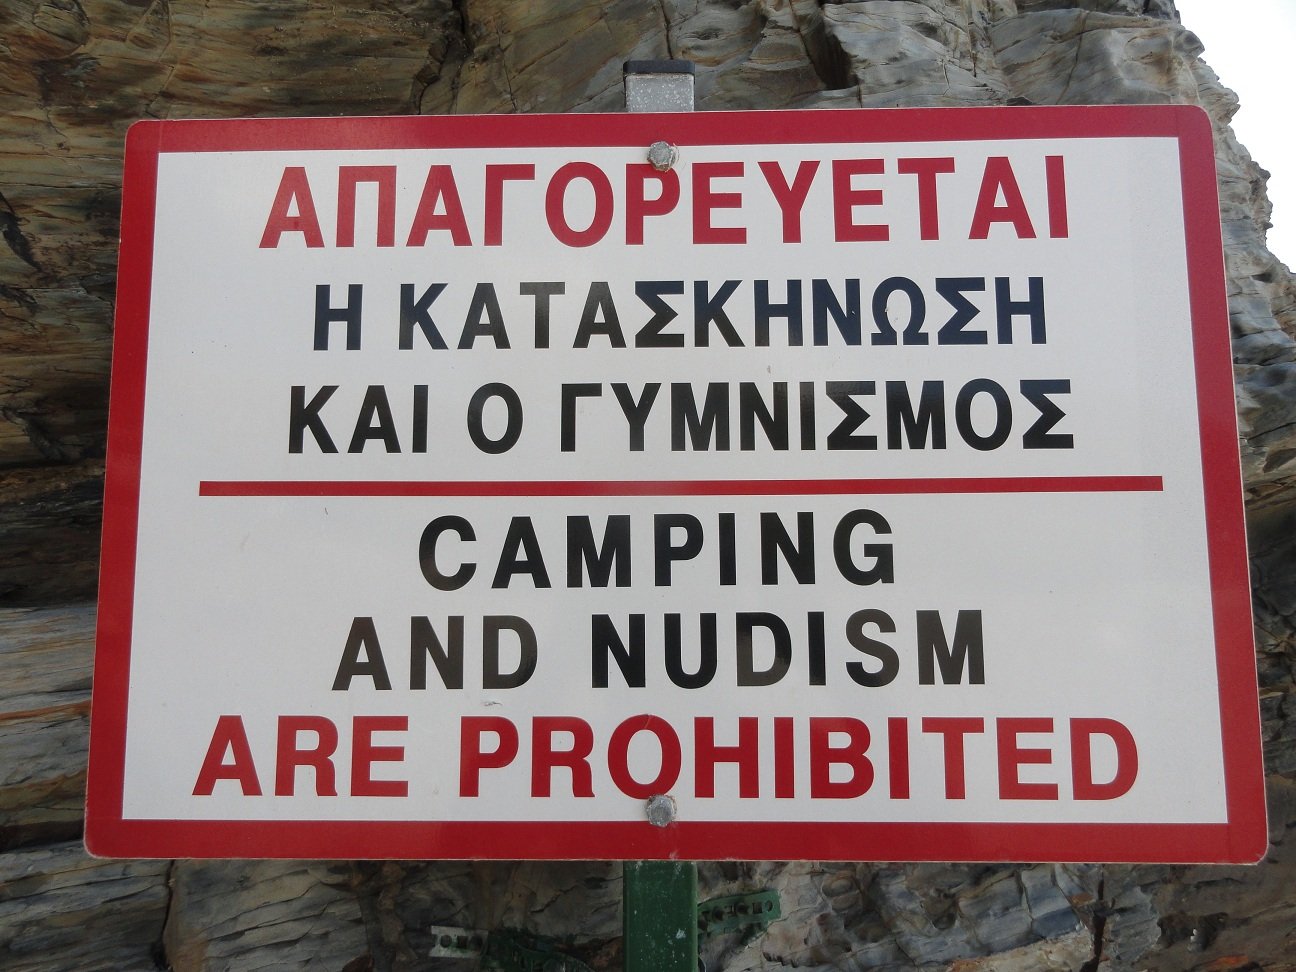 ΑΠΑΓΟΡΕΥΕΤΑΙ
Η ΚΑΤΑΣΚΗΝΩΣΗ
ΚΑΙ Ο ΓΥΜΝΙΣΜΟΣ
CAMPING
AND NUDISM
ARE PROHIBITED